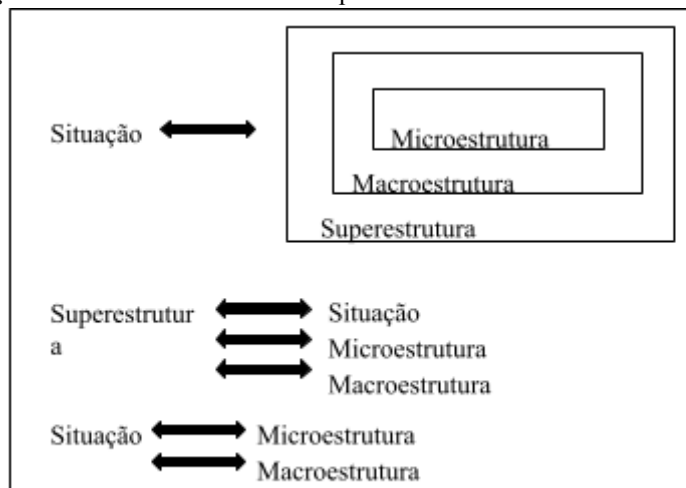 Situação
Microestrutura
Macroestrutura
Superestrutura
Superestrutur
a
Situação
Microestrutura
Macroestrutura
Situação
Microestrutura
Macroestrutura